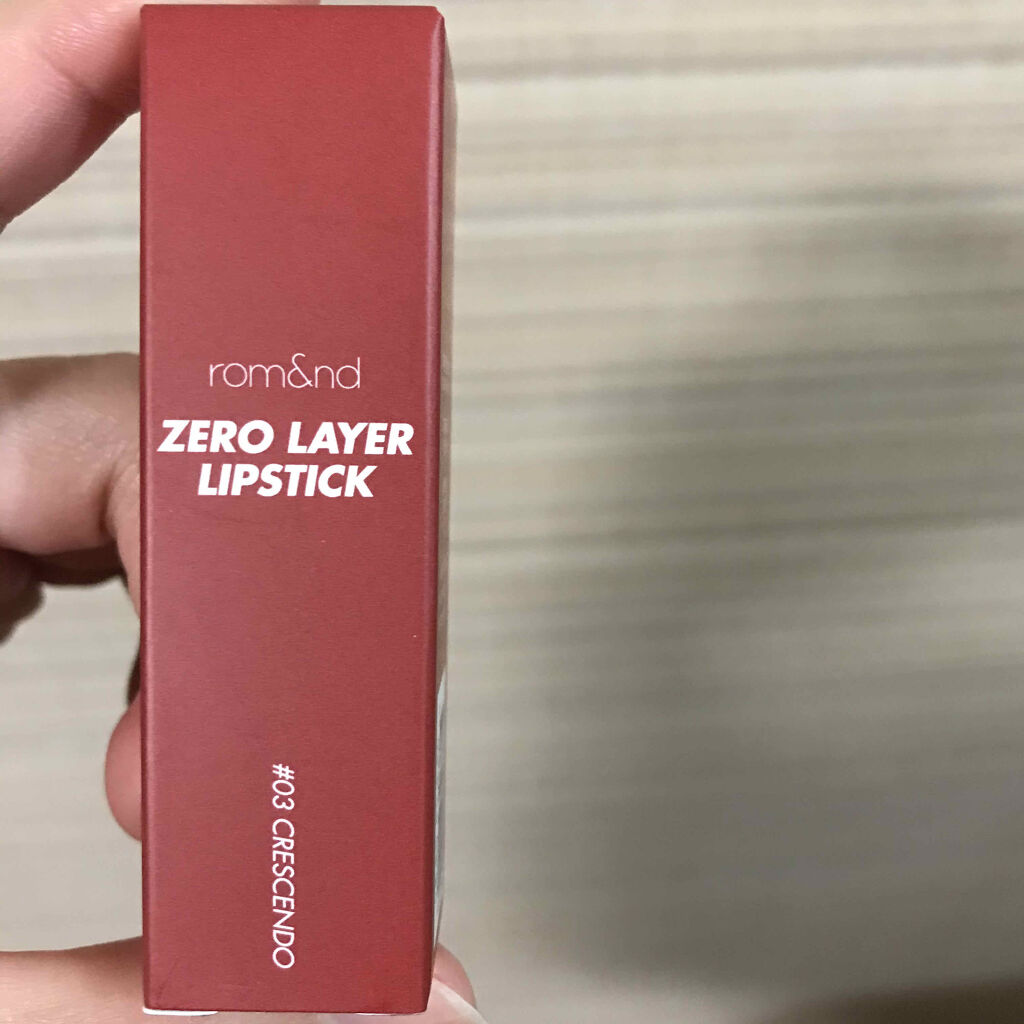 rom&nd
ZERO LAYER
LIPSTICK
#03 CRESCENDO